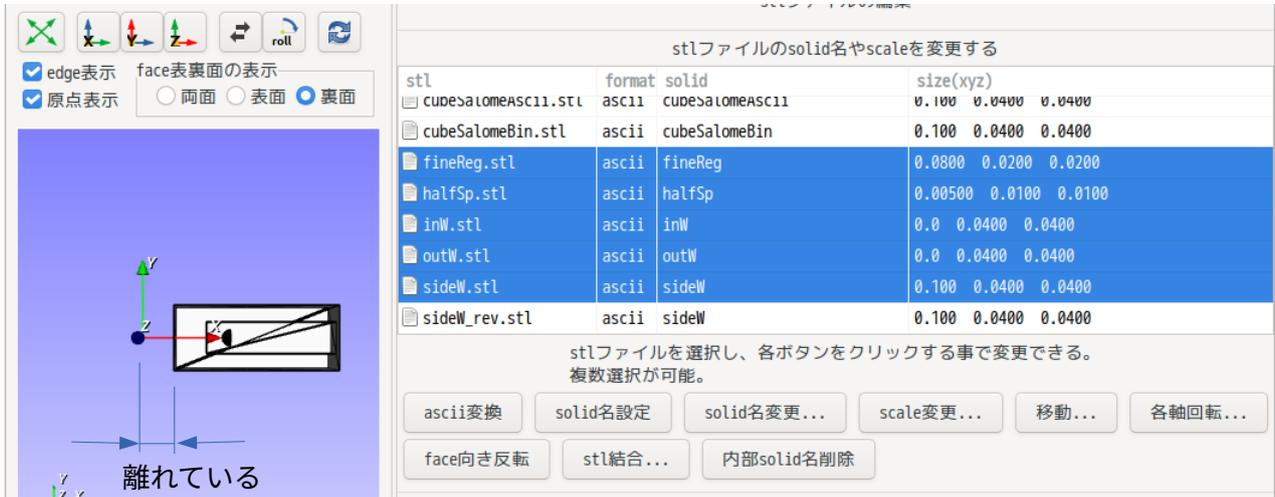 stlファイルの編集
X Y Z roll
stlファイルのsolid名やscaleを変更する
edge表示
face表裏面の表示
原点表示
両面 表面 裏面
stl format solid size(xyz)
cubeSalomeAscii.stl ascii cubeSalomeAscii 0.100 0.0400 0.0400
cubeSalomeBin.stl ascii cubeSalomeBin 0.100 0.0400 0.0400
fineReg.stl ascii fineReg 0.0800 0.0200 0.0200
halfSp.stl ascii halfSp 0.00500 0.0100 0.0100
inW.stl ascii inW 0.0 0.0400 0.0400
outW.stl ascii outW 0.0 0.0400 0.0400
sideW.stl ascii sideW 0.100 0.0400 0.0400
sideW_rev.stl ascii sideW 0.100 0.0400 0.0400
Y
Z X
離れている
Y
Z X
stlファイルを選択し、各ボタンをクリックする事で変更できる。
複数選択が可能。
ascii変換 solid名設定 solid名変更... scale変更... 移動... 各軸回転...
face向き反転 stl結合... 内部solid名削除